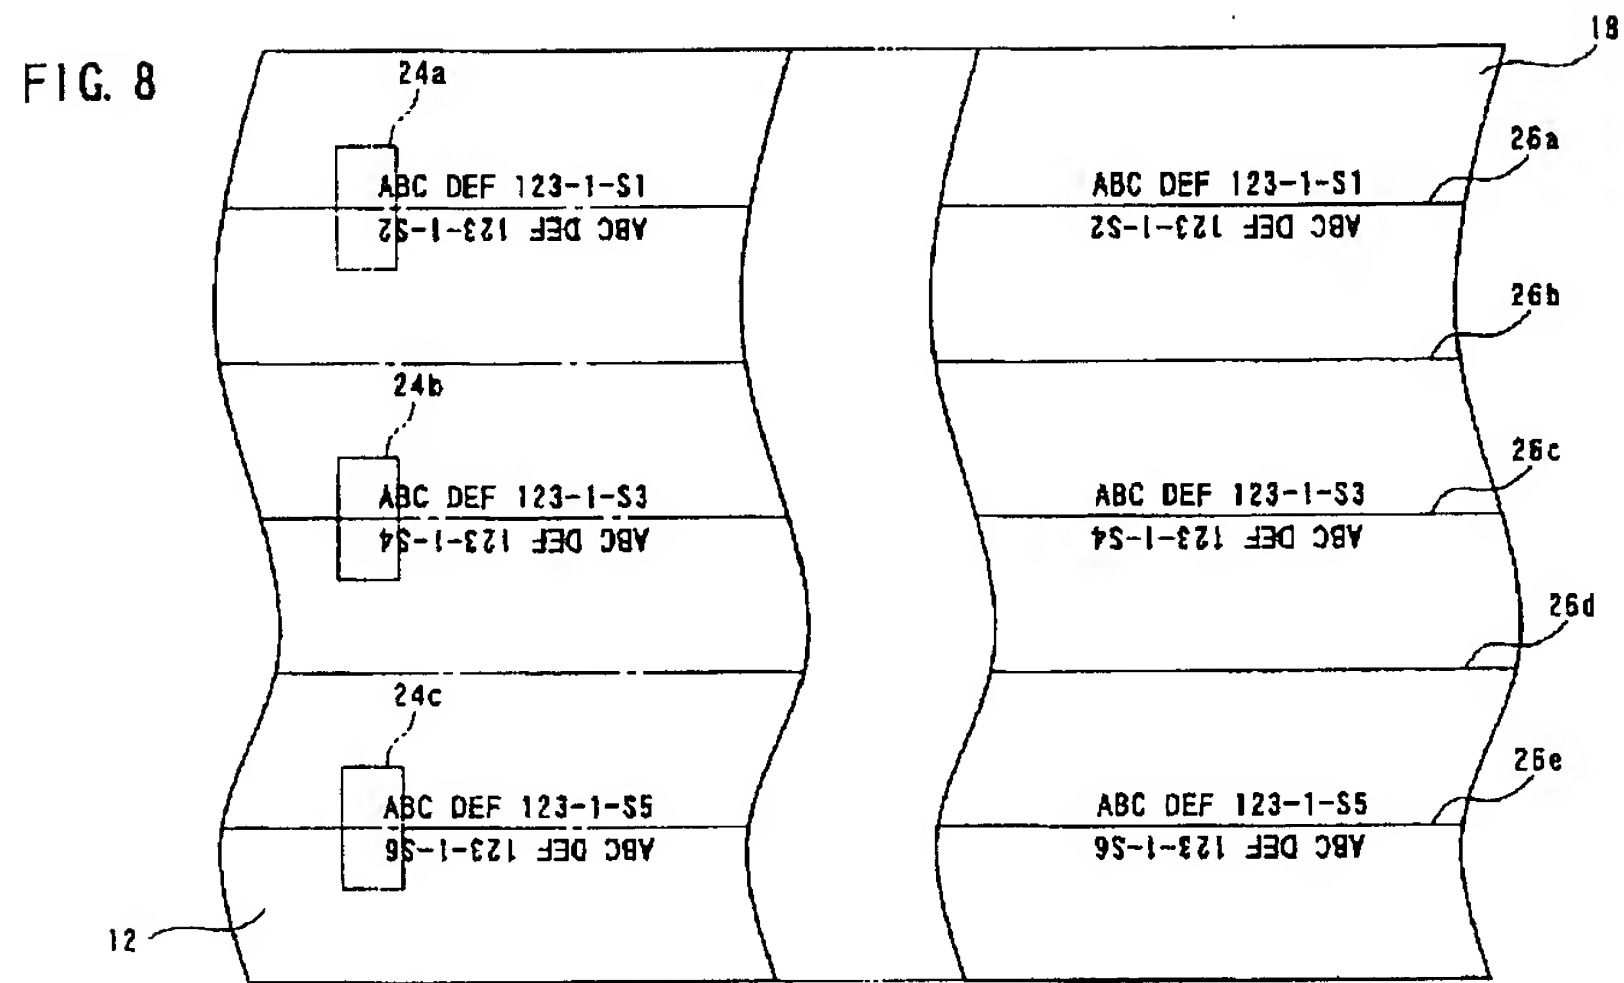 18
FIG. 8
24a
26a
ABC DEF 123-1-S1
ABC DEF 123-1-S1
ABC DEF 123-1-S2
ABC DEF 123-1-S2
26b
24b
26c
ABC DEF 123-1-S3
ABC DEF 123-1-S3
ABC DEF 123-1-S4
ABC DEF 123-1-S4
26d
24c
26e
ABC DEF 123-1-S5
ABC DEF 123-1-S5
ABC DEF 123-1-S6
ABC DEF 123-1-S6
12